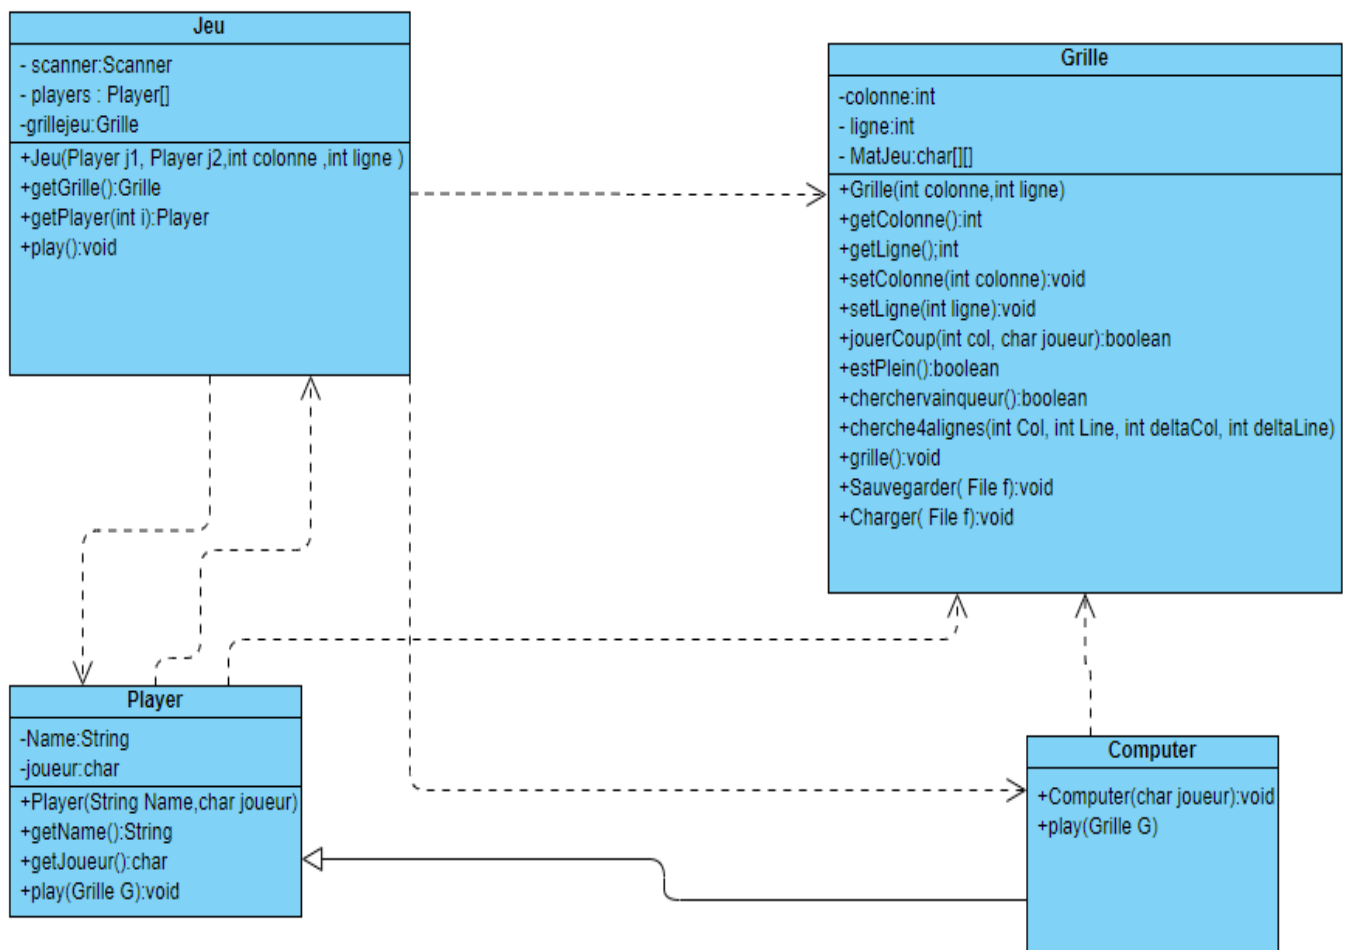 Jeu
- scanner:Scanner
- players : Player[]
-grillejeu:Grille
+Jeu(Player j1, Player j2,int colonne ,int ligne )
+getGrille():Grille
+getPlayer(int i):Player
+play():void
Grille
-colonne:int
- ligne:int
- MatJeu:char[][]
+Grille(int colonne,int ligne)
+getColonne():int
+getLigne();int
+setColonne(int colonne):void
+setLigne(int ligne):void
+jouerCoup(int col, char joueur):boolean
+estPlein():boolean
+cherchervainqueur():boolean
+cherche4alignes(int Col, int Line, int deltaCol, int deltaLine)
+grille():void
+Sauvegarder( File f):void
+Charger( File f):void
Player
-Name:String
-joueur:char
+Player(String Name,char joueur)
+getName():String
+getJoueur():char
+play(Grille G):void
Computer
+Computer(char joueur):void
+play(Grille G)